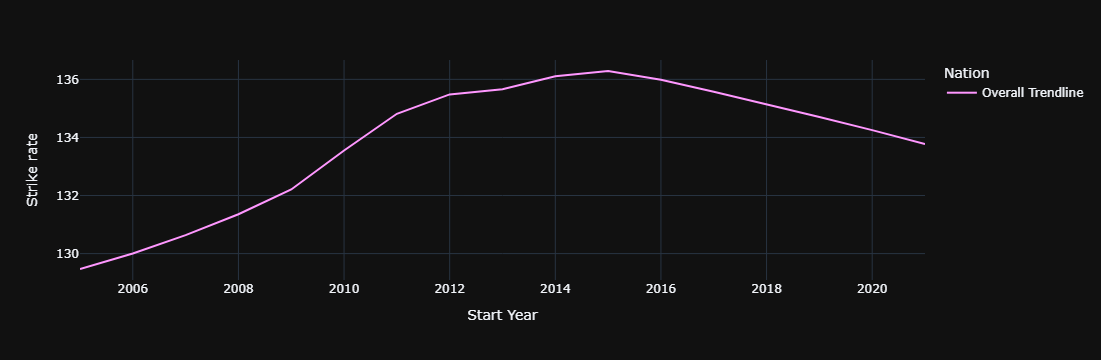 Nation
Overall Trendline
136
134
132
130
Strike rate
2006 2008 2010 2012 2014 2016 2018 2020
Start Year